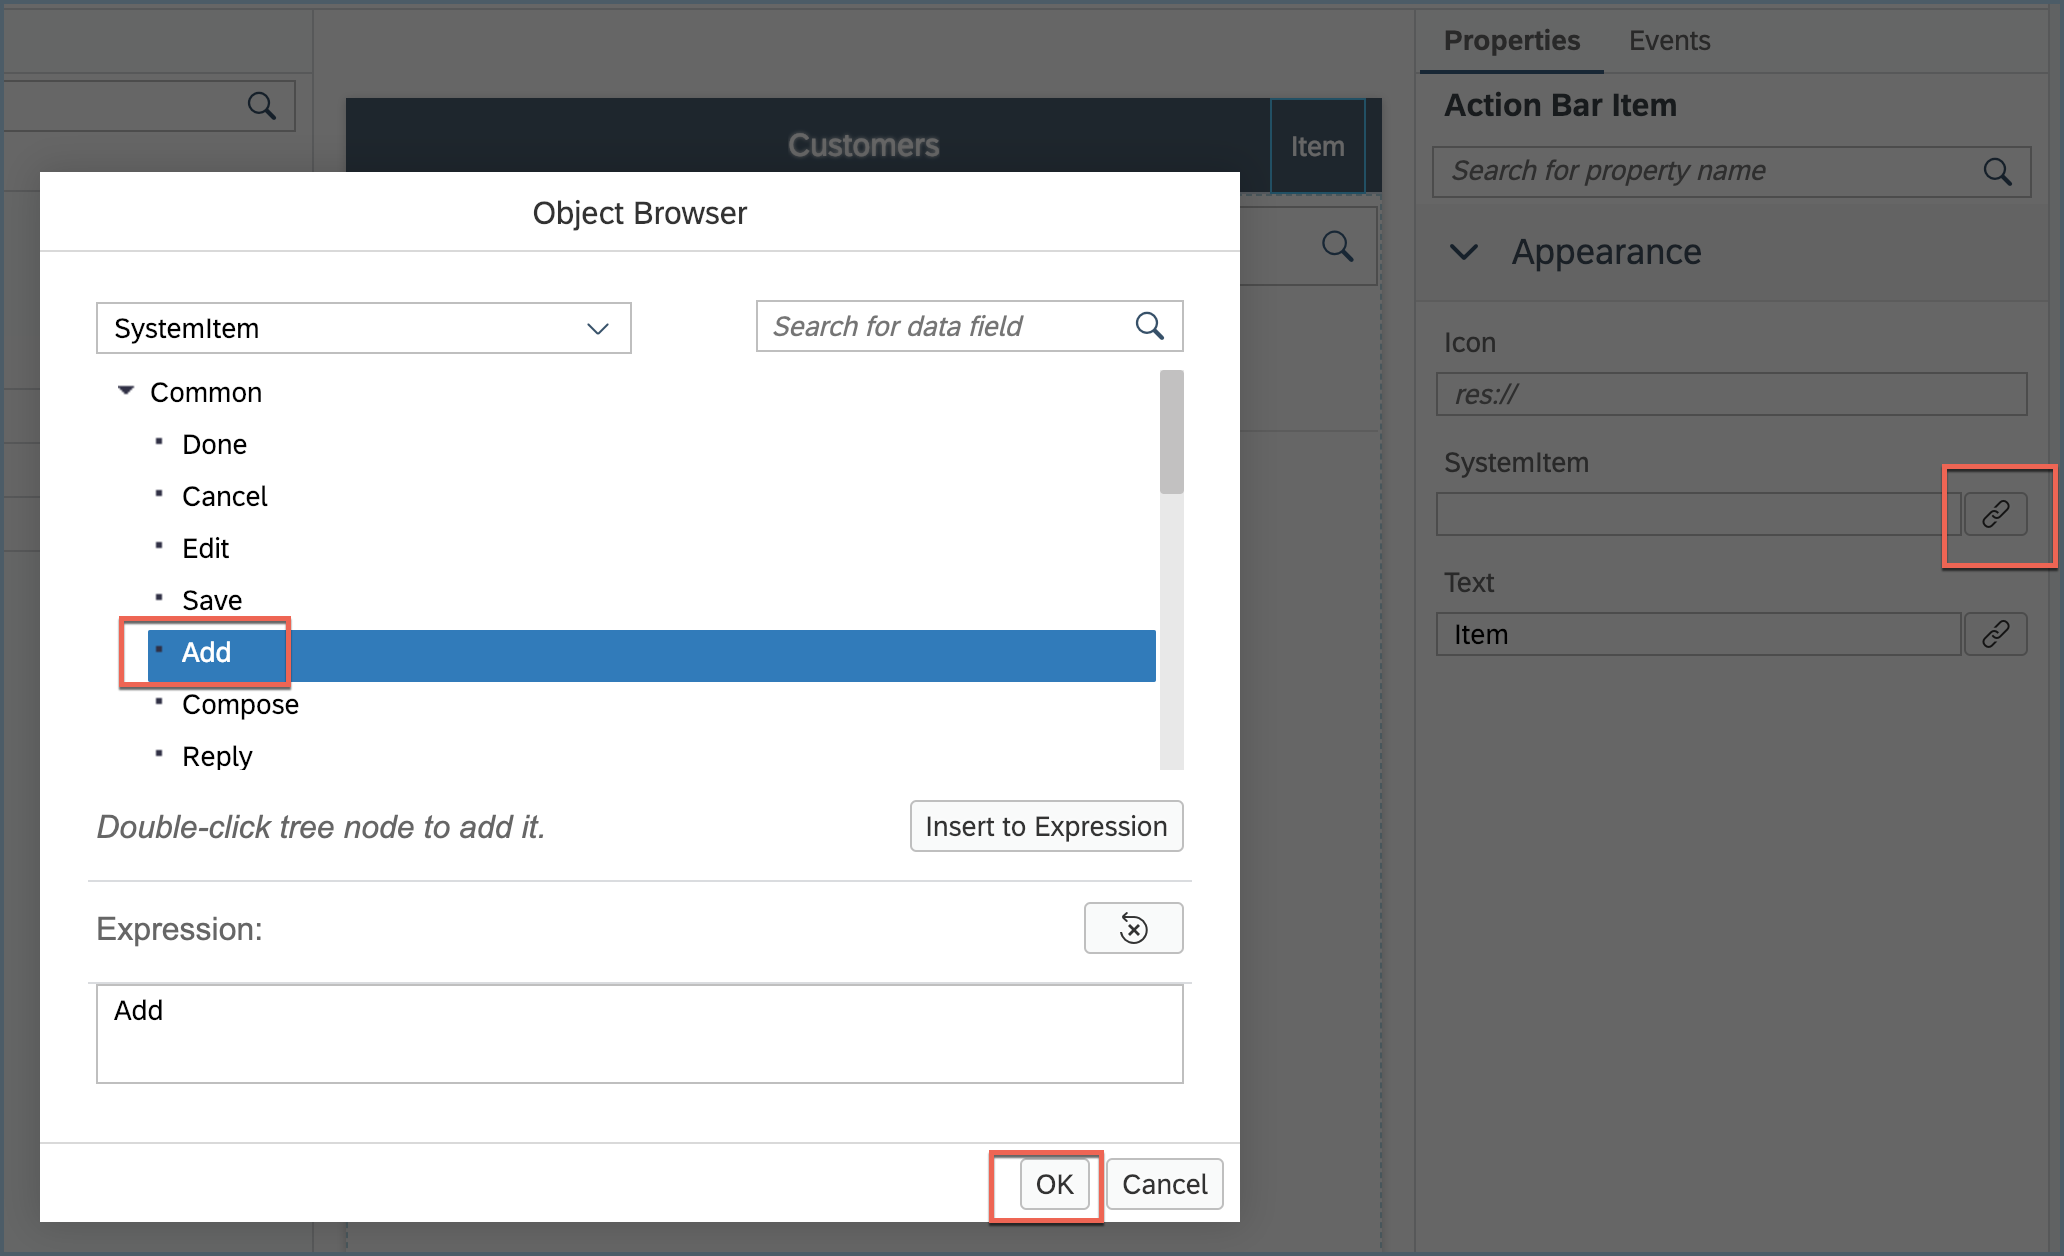 Properties
Events
Action Bar Item
Search for property name
Customers
Item
Appearance
Icon
res://
SystemItem
Text
Item
Object Browser
SystemItem
Search for data field
Common
Done
Cancel
Edit
Save
Add
Compose
Reply
Double-click tree node to add it.
Insert to Expression
Expression:
Add
OK
Cancel